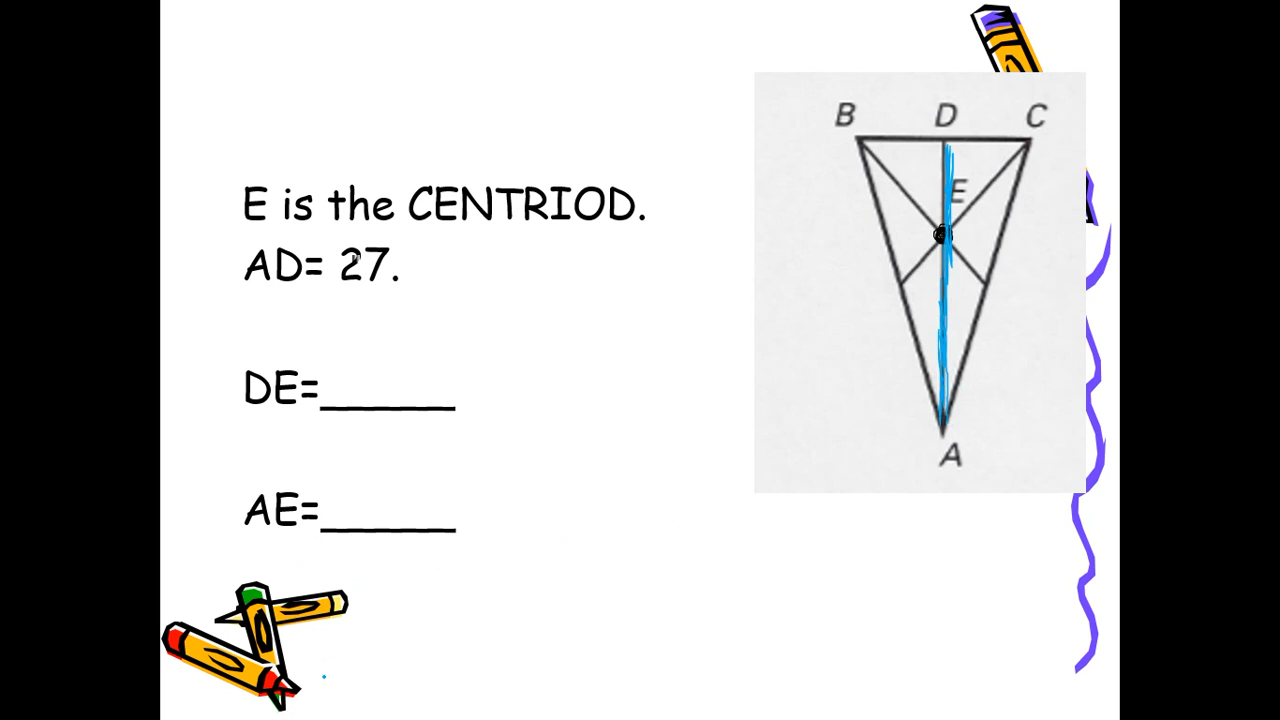 E is the CENTRIOD.
AD= 27.
DE=______
AE=______
B D C
E
A